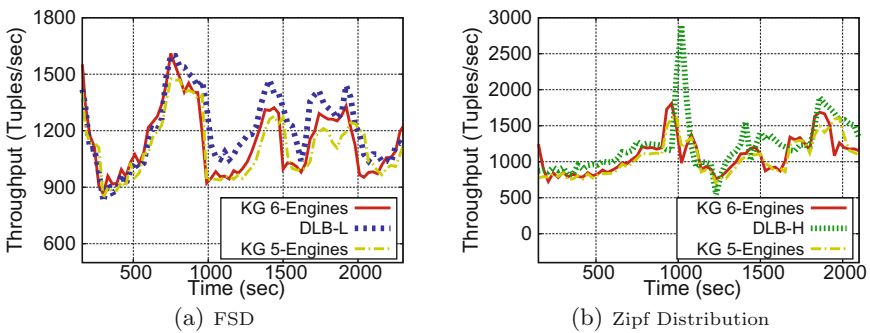 Throughput (Tuples/sec)
1800
1500
1200
900
600
500
1000
1500
2000
Time (sec)
KG 6-Engines
DLB-L
KG 5-Engines
(a) FSD
Throughput (Tuples/sec)
3000
2500
2000
1500
1000
500
0
500
1000
1500
2000
Time (sec)
KG 6-Engines
DLB-H
KG 5-Engines
(b) Zipf Distribution